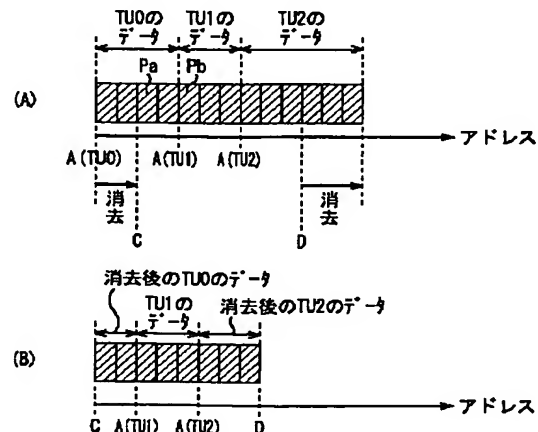 TU0の TU1の TU2の
データ データ データ
Pa Pb
(A)
アドレス
A(TU0) A(TU1) A(TU2)
消去 消去
C D
消去後のTU0のデータ
TU1の
データ 消去後のTU2のデータ
(B)
アドレス
C A(TU1) A(TU2) D